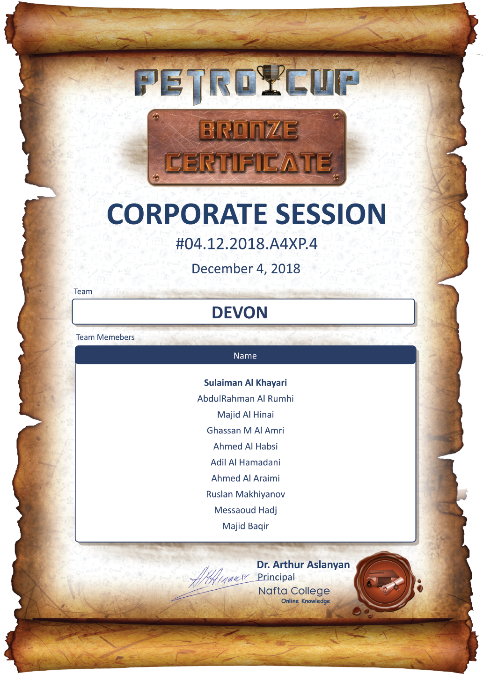 PETROCUP
BRONZE
CERTIFICATE
CORPORATE SESSION
#04.12.2018.A4XP.4
December 4, 2018
Team
DEVON
Team Memebers
Name
Sulaiman Al Khayari
AbdulRahman Al Rumhi
Majid Al Hinai
Ghassan M Al Amri
Ahmed Al Habsi
Adil Al Hamadani
Ahmed Al Araimi
Ruslan Makhiyanov
Messaoud Hadj
Majid Baqir
Dr. Arthur Aslanyan
Principal
Nafta College
Online Knowledge